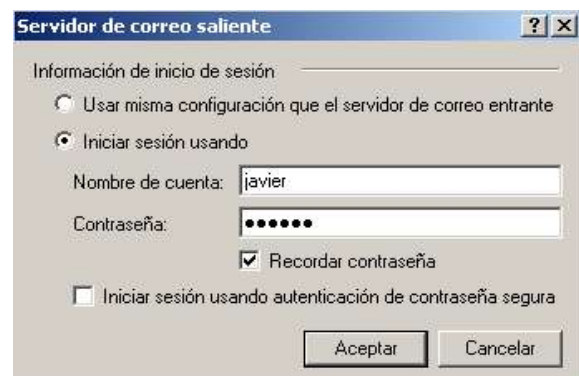 Servidor de correo saliente
Información de inicio de sesión
Usar misma configuración que el servidor de correo entrante
Iniciar sesión usando
Nombre de cuenta: javier
Contraseña: ●●●●●●
Recordar contraseña
Iniciar sesión usando autenticación de contraseña segura
Aceptar Cancelar